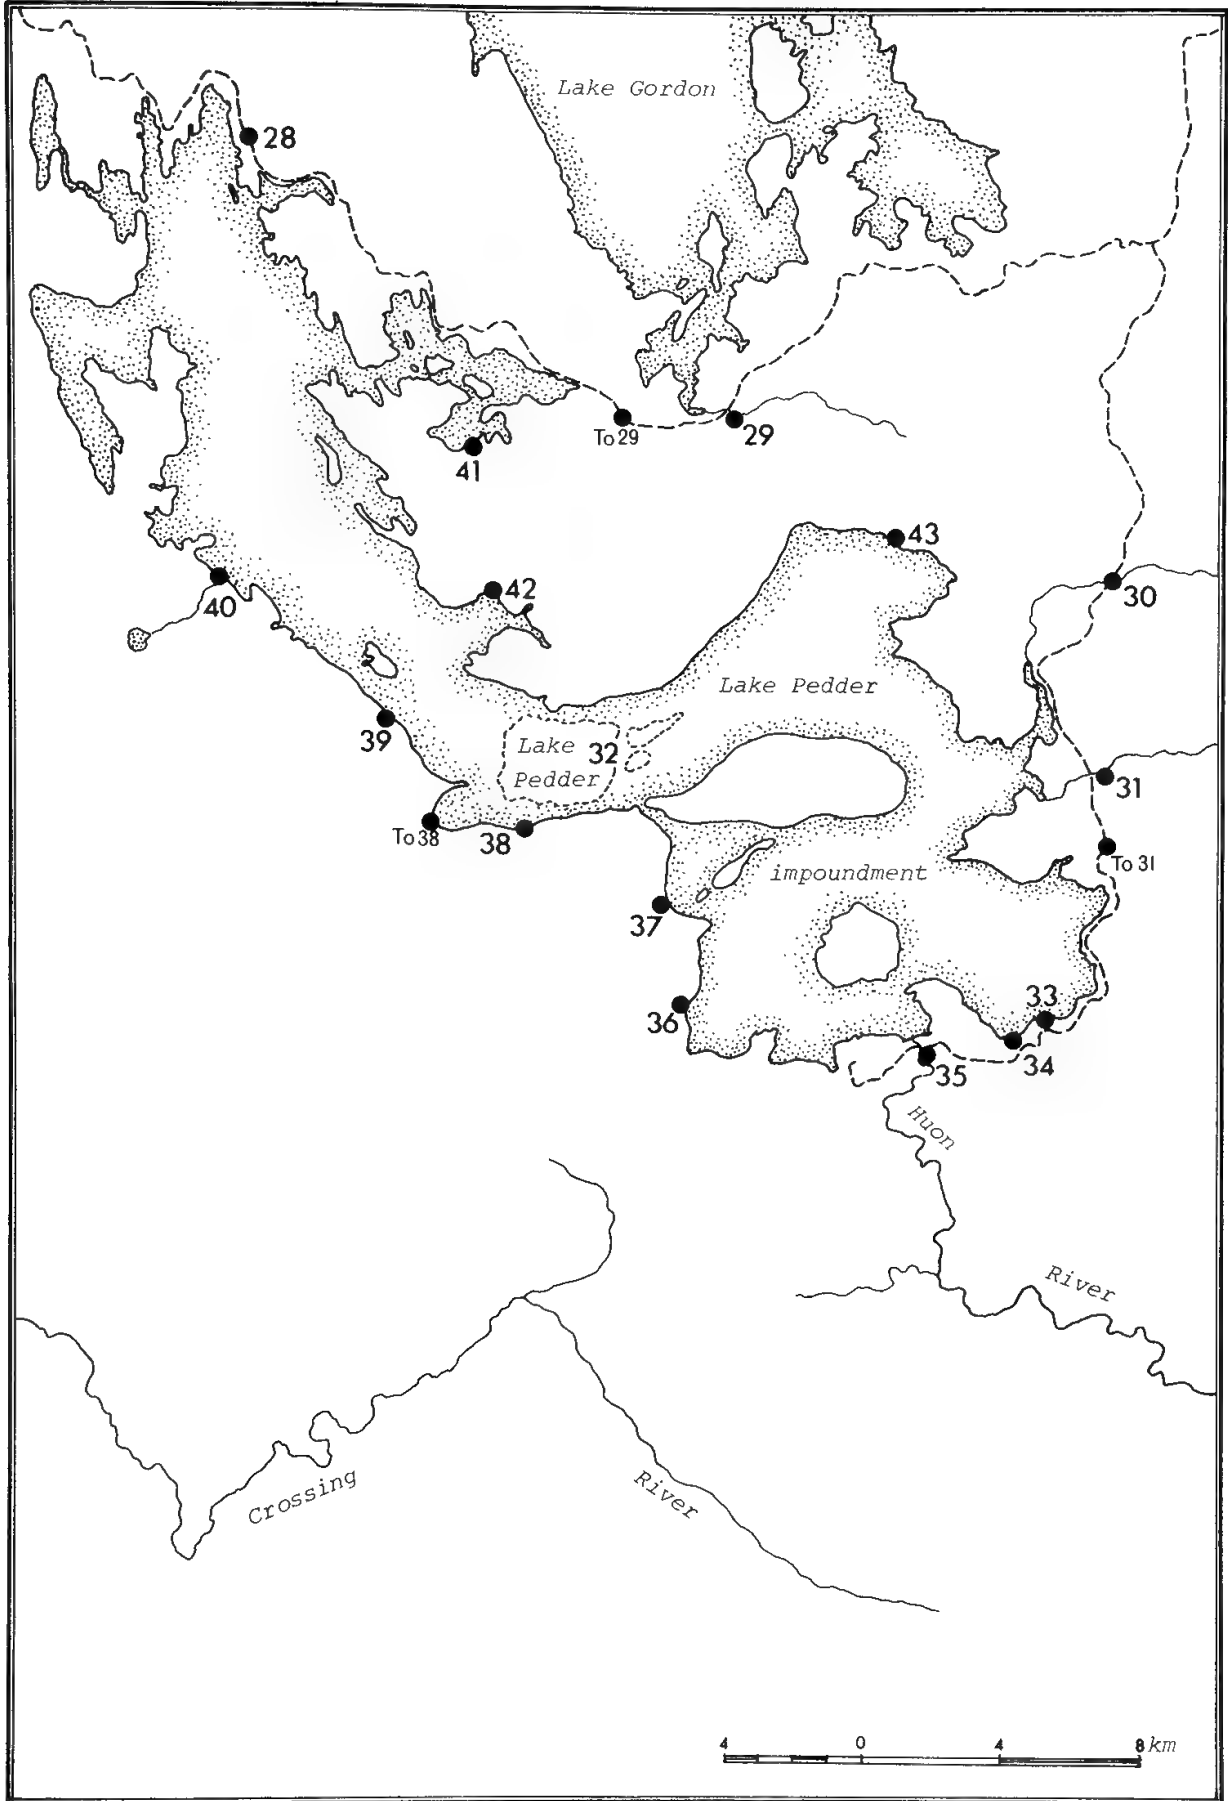 Lake Gordon
28
To 29
29
41
43
42
30
40
Lake Pedder
39
Lake
32
Pedder
31
To 38
38
To 31
impoundment
37
33
36
34
35
Huon
River
Crossing
River
4 0 4 8 km